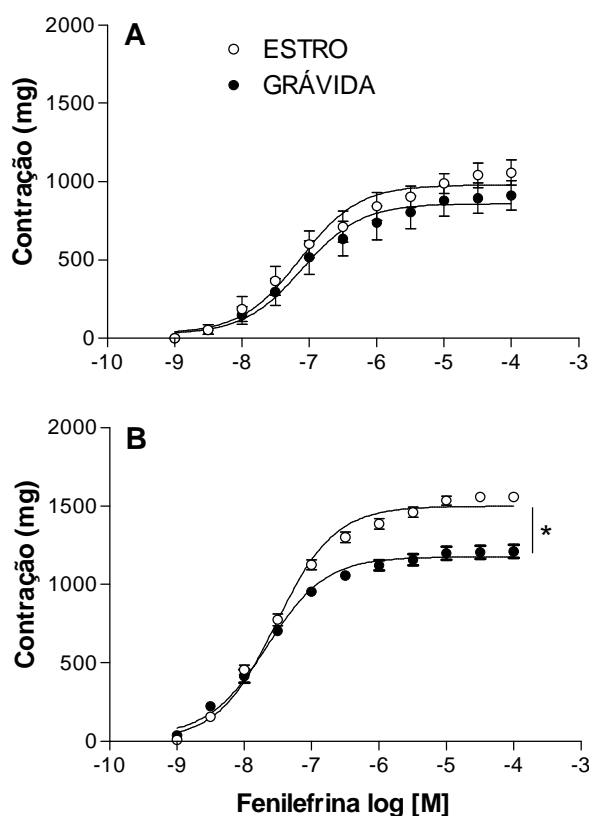 A
ESTRO
GRÁVIDA
Contração (mg)
2000
1500
1000
500
0
-10 -9 -8 -7 -6 -5 -4 -3
B
Contração (mg)
2000
1500
1000
500
0
*
-10 -9 -8 -7 -6 -5 -4 -3
Fenilefrina log [M]